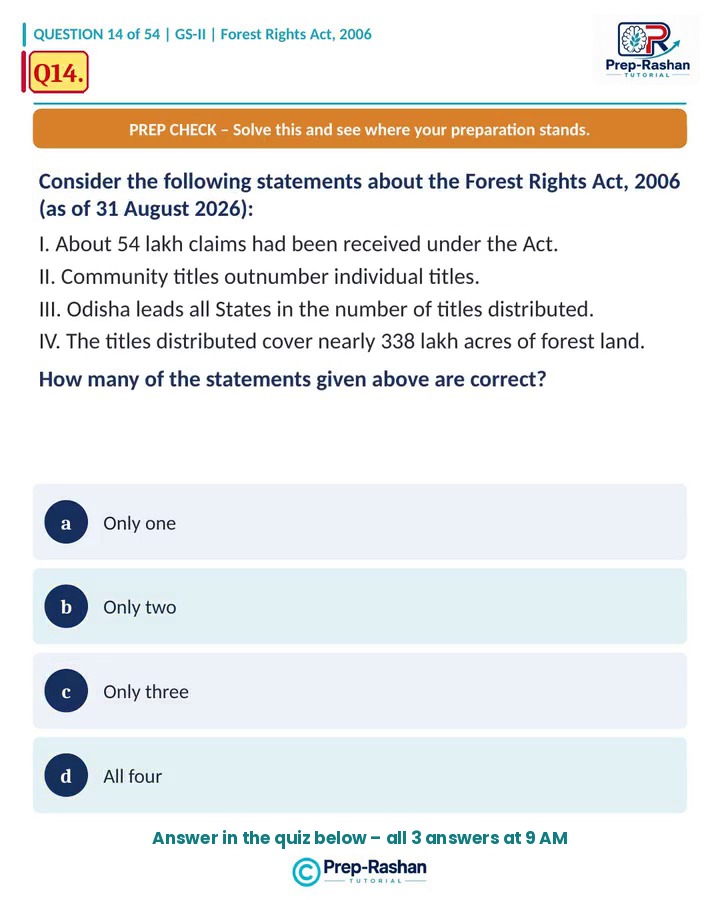 QUESTION 14 of 54 | GS-II | Forest Rights Act, 2006
Prep-Rashan
TUTORIAL
Q14.
PREP CHECK – Solve this and see where your preparation stands.
Consider the following statements about the Forest Rights Act, 2006
(as of 31 August 2026):
I. About 54 lakh claims had been received under the Act.
II. Community titles outnumber individual titles.
III. Odisha leads all States in the number of titles distributed.
IV. The titles distributed cover nearly 338 lakh acres of forest land.
How many of the statements given above are correct?
a Only one
b Only two
c Only three
d All four
Answer in the quiz below – all 3 answers at 9 AM
© Prep-Rashan
TUTORIAL